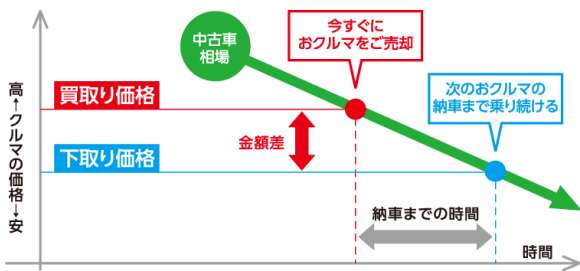 中古車
相場
今すぐに
おクルマをご売却
次のおクルマの
納車まで乗り続ける
高←クルマの価格→安
買取り価格
金額差
下取り価格
納車までの時間
時間